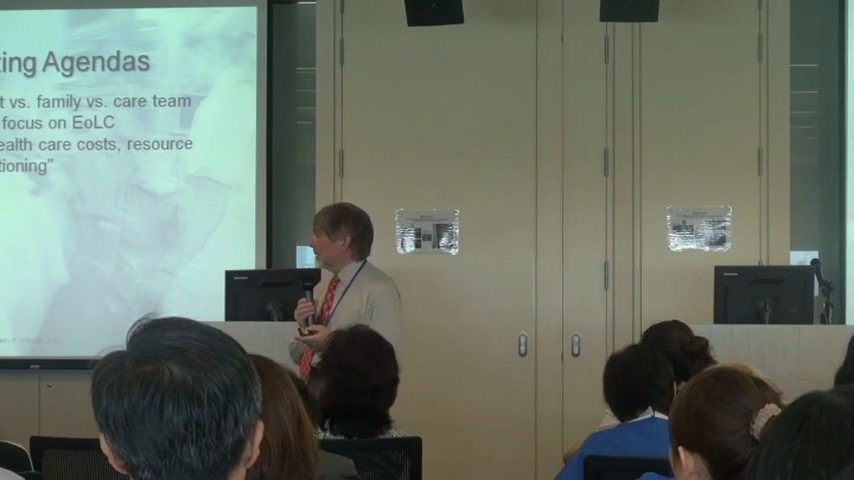 ting Agendas
t vs. family vs. care team
focus on EoLC
ealth care costs, resource
tioning"